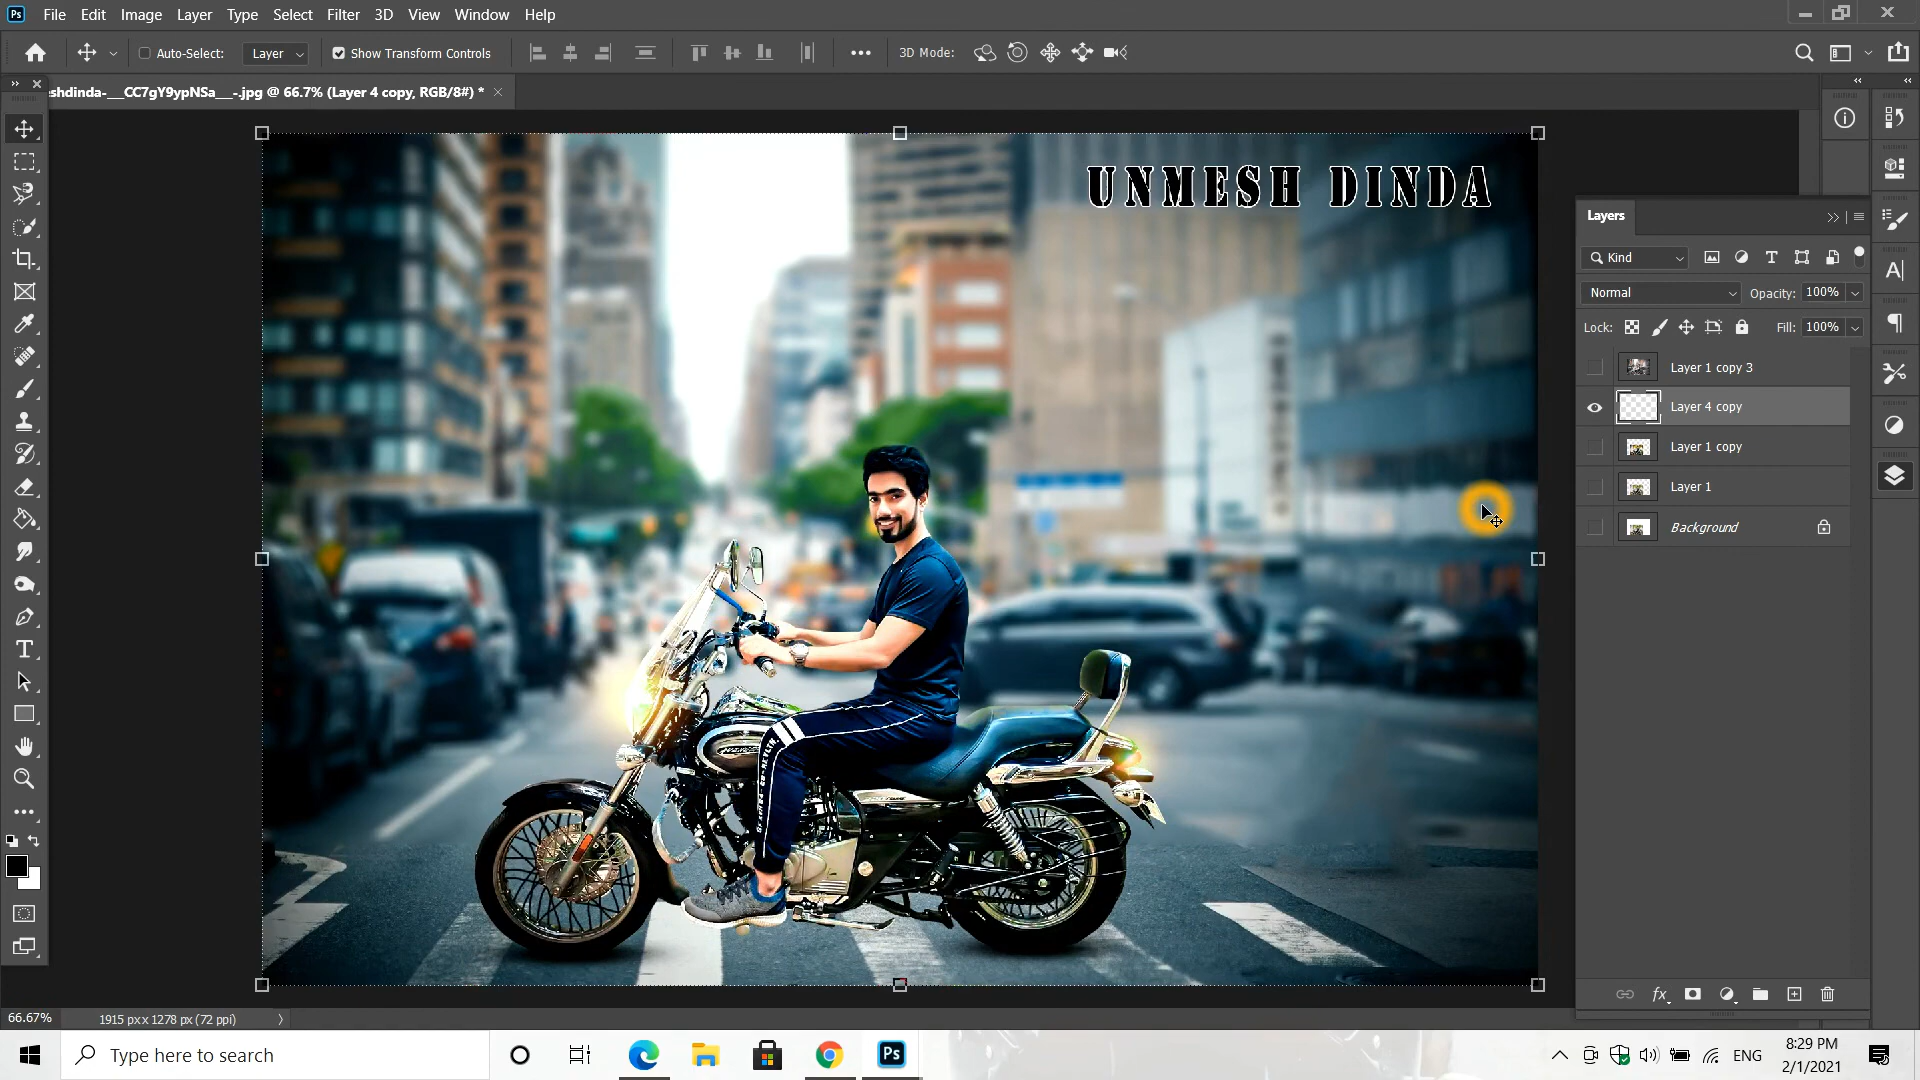 Ps File Edit Image Layer Type Select Filter 3D View Window Help
Auto-Select: Layer Show Transform Controls ••• 3D Mode:
shdinda-___CC7gY9ypNSa___-.jpg @ 66.7% (Layer 4 copy, RGB/8#) * ×
UNMESH DINDA
Layers
Kind
Normal Opacity: 100%
Lock: Fill: 100%
Layer 1 copy 3
Layer 4 copy
Layer 1 copy
Layer 1
Background
66.67% 1915 px x 1278 px (72 ppi)
Type here to search
Ps
ENG
8:29 PM
2/1/2021